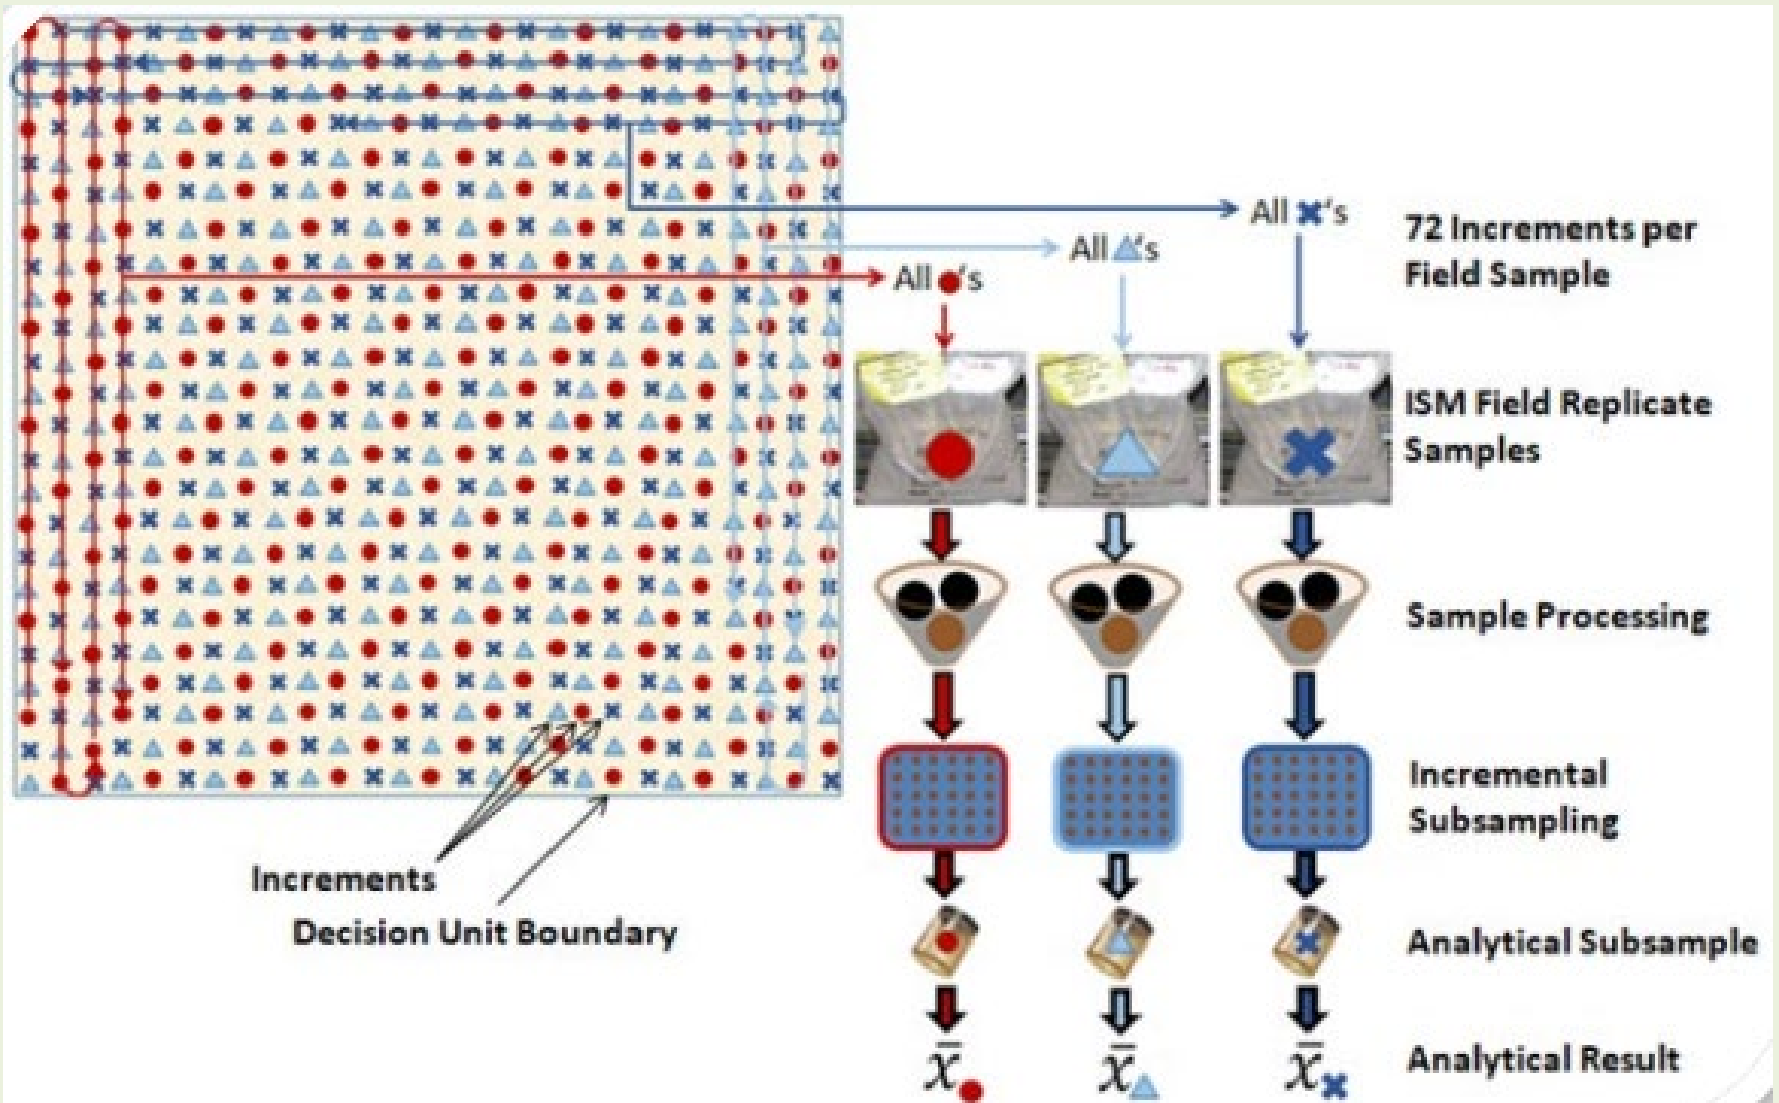 All ✖'s
72 Increments per
Field Sample
All △'s
All ●'s
ISM Field Replicate
Samples
Sample Processing
Incremental
Subsampling
Increments
Decision Unit Boundary
Analytical Subsample
x̄●
x̄△
x̄✖
Analytical Result